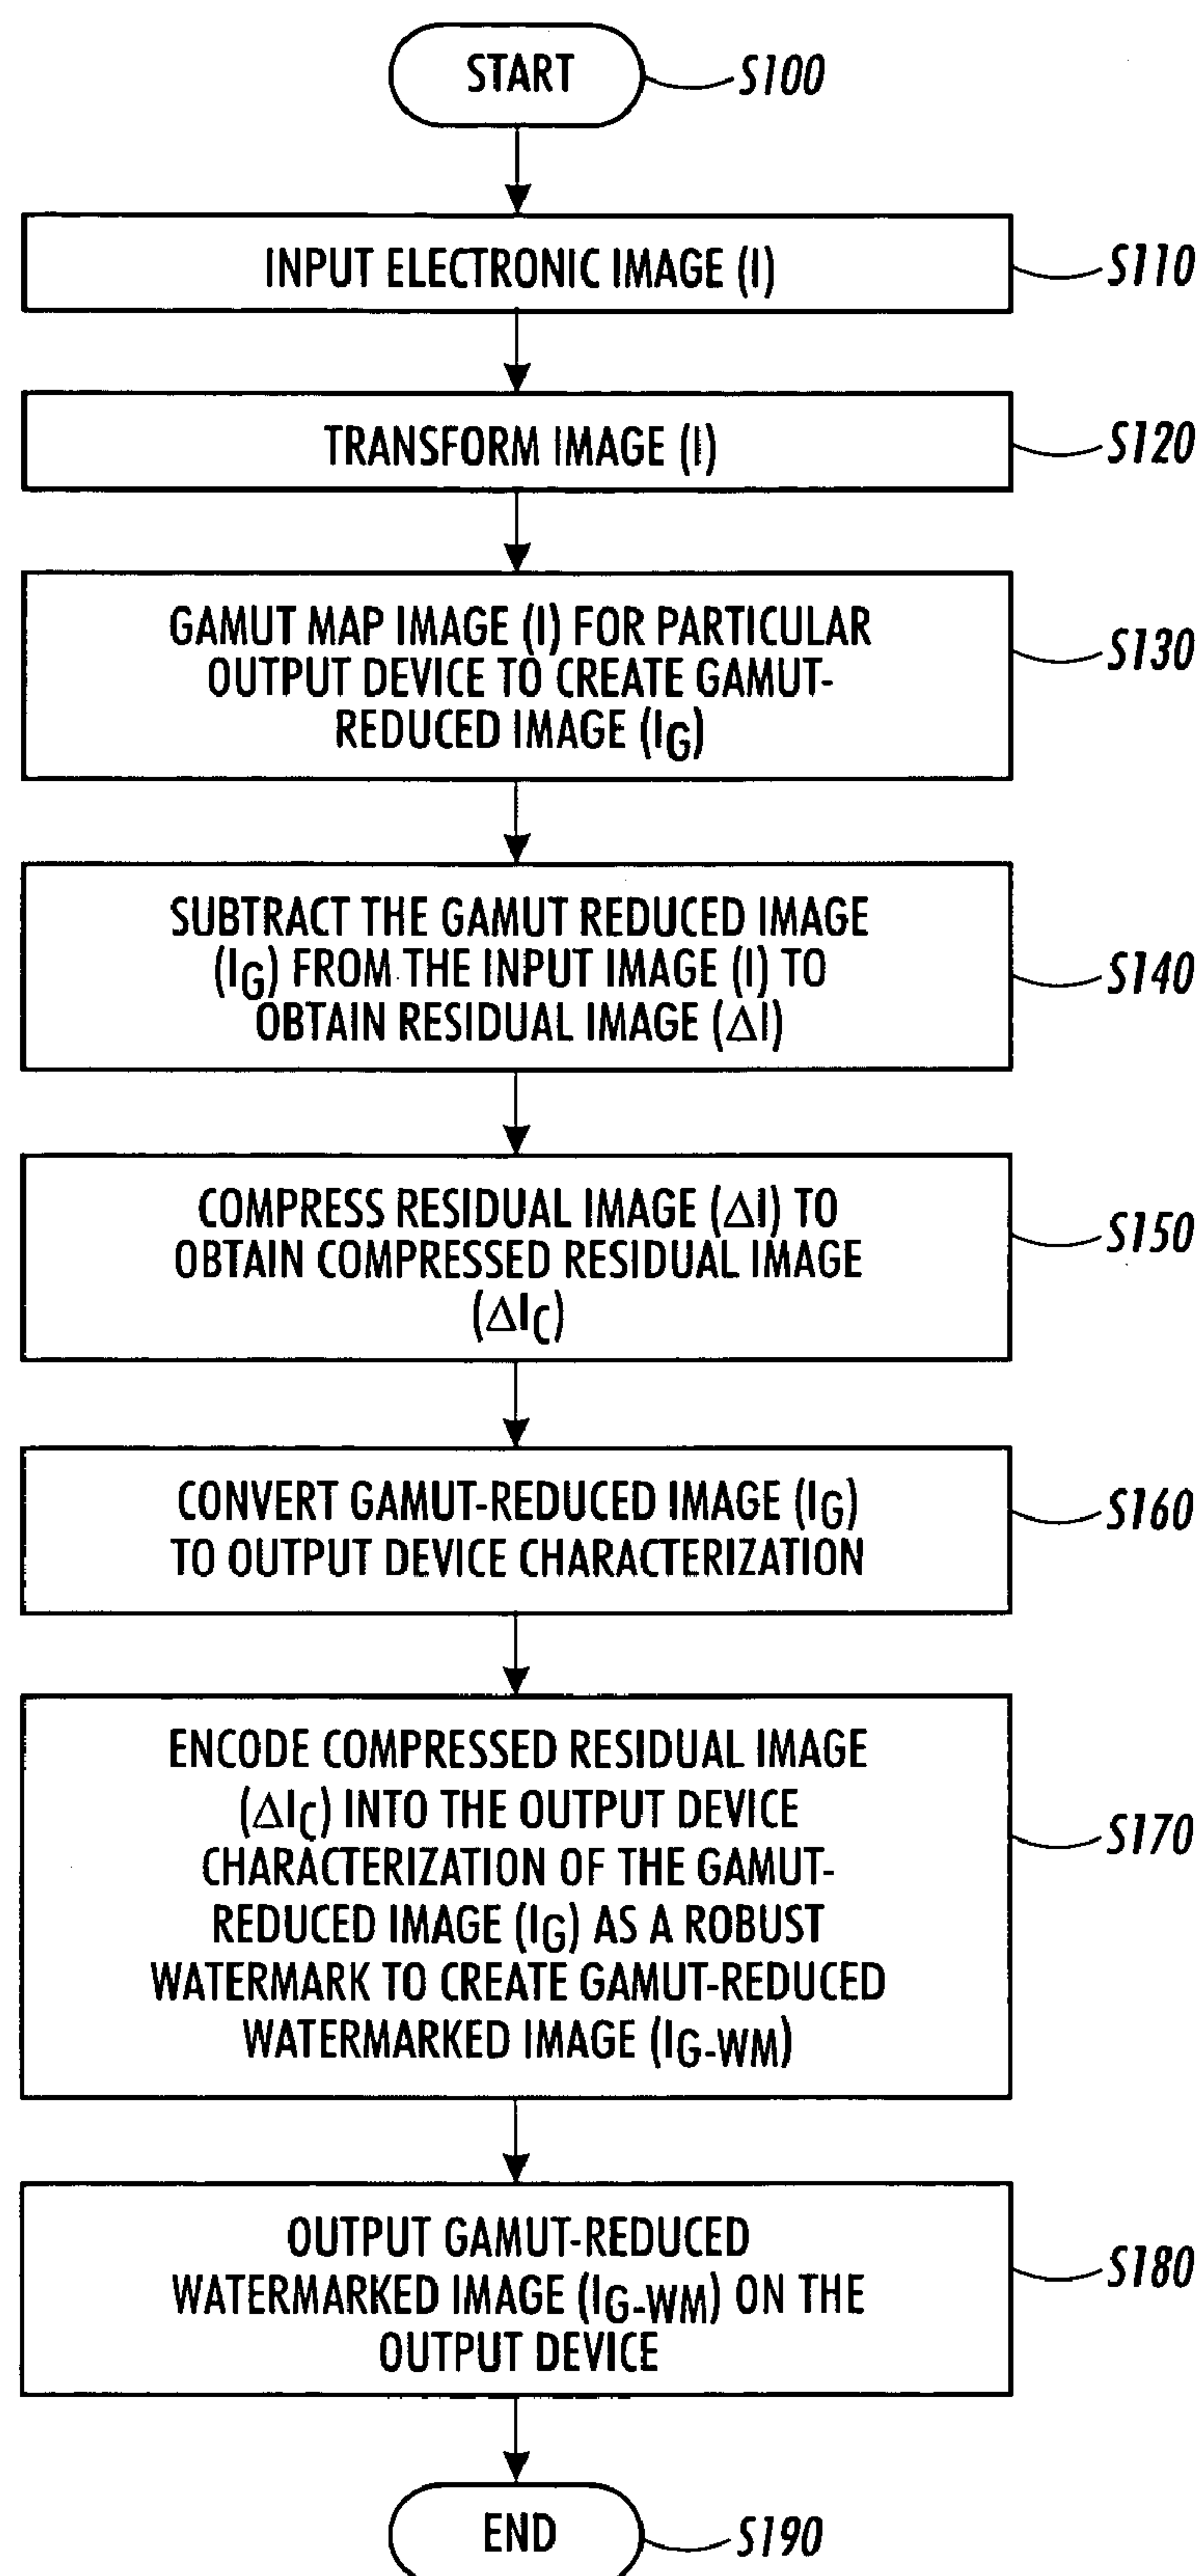 START
S100
INPUT ELECTRONIC IMAGE (I)
S110
TRANSFORM IMAGE (I)
S120
GAMUT MAP IMAGE (I) FOR PARTICULAR
OUTPUT DEVICE TO CREATE GAMUT-
REDUCED IMAGE (IG)
S130
SUBTRACT THE GAMUT REDUCED IMAGE
(IG) FROM THE INPUT IMAGE (I) TO
OBTAIN RESIDUAL IMAGE (ΔI)
S140
COMPRESS RESIDUAL IMAGE (ΔI) TO
OBTAIN COMPRESSED RESIDUAL IMAGE
(ΔIC)
S150
CONVERT GAMUT-REDUCED IMAGE (IG)
TO OUTPUT DEVICE CHARACTERIZATION
S160
ENCODE COMPRESSED RESIDUAL IMAGE
(ΔIC) INTO THE OUTPUT DEVICE
CHARACTERIZATION OF THE GAMUT-
REDUCED IMAGE (IG) AS A ROBUST
WATERMARK TO CREATE GAMUT-REDUCED
WATERMARKED IMAGE (IG-WM)
S170
OUTPUT GAMUT-REDUCED
WATERMARKED IMAGE (IG-WM) ON THE
OUTPUT DEVICE
S180
END
S190